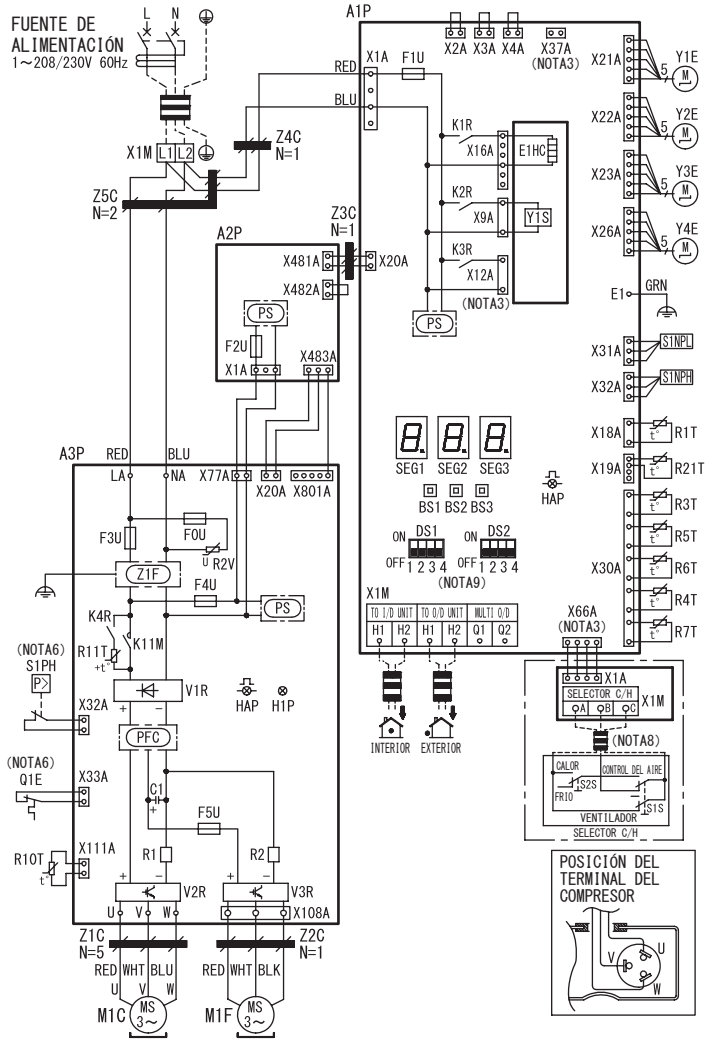 FUENTE DE
ALIMENTACIÓN
1～208/230V 60Hz
L N
X1M L1 L2
Z5C
N=2
Z4C
N=1
RED
BLU
A1P
X1A
F1U
X2A X3A X4A
X37A
(NOTA3)
K1R
X16A
E1HC
K2R
X9A
Y1S
K3R
X12A
(NOTA3)
PS
X21A
5
M
Y1E
X22A
5
M
Y2E
X23A
5
M
Y3E
X26A
5
M
Y4E
E1
GRN
X31A
S1NPL
X32A
S1NPH
X18A
t° R1T
X19A
t° R21T
X30A
t° R3T
t° R5T
t° R6T
t° R4T
t° R7T
A2P
Z3C
N=1
X481A
X20A
X482A
PS
F2U
X1A
X483A
8. 8. 8.
SEG1 SEG2 SEG3
BS1 BS2 BS3
HAP
ON DS1
OFF 1 2 3 4
ON DS2
OFF 1 2 3 4
(NOTA9)
X1M
TO I/D UNIT TO O/D UNIT MULTI O/D
H1 H2 H1 H2 Q1 Q2
INTERIOR EXTERIOR
X66A
(NOTA3)
X1A
SELECTOR C/H
A B C
X1M
(NOTA8)
CALOR
CONTROL DEL AIRE
FRIO
S2S
S1S
VENTILADOR
SELECTOR C/H
POSICIÓN DEL
TERMINAL DEL
COMPRESOR
U
V
W
A3P
RED BLU
LA NA
X77A
X20A X801A
F3U
F0U
U R2V
Z1F
F4U
PS
K4R
R11T
+t°
K11M
V1R
+ −
HAP H1P
PFC
(NOTA6)
S1PH
P>
X32A
(NOTA6)
Q1E
X33A
R10T
t°
X111A
C1
+
F5U
R1
R2
+ −
V2R
+ −
V3R
U V W
X108A
Z1C
N=5
Z2C
N=1
RED WHT BLU
U V W
RED WHT BLK
M1C
MS
3～
M1F
MS
3～